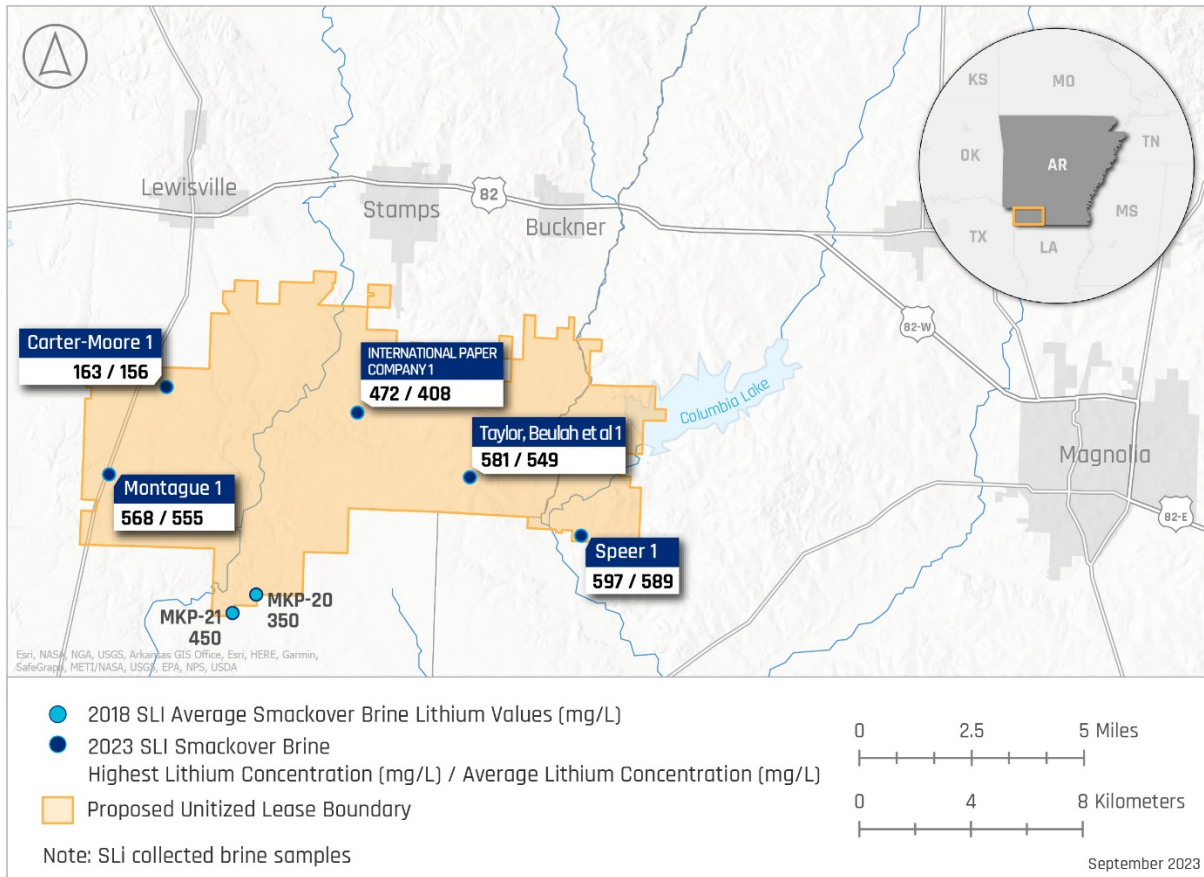 KS
MO
OK
TN
AR
MS
TX
LA
Lewisville
82
Stamps
Buckner
82-W
Columbia Lake
Carter-Moore 1
163 / 156
INTERNATIONAL PAPER
COMPANY 1
472 / 408
Taylor, Beulah et al 1
581 / 549
Magnolia
Montague 1
568 / 555
82-E
Speer 1
597 / 589
MKP-20
350
MKP-21
450
Esri, NASA, NGA, USGS, Arkansas GIS Office, Esri, HERE, Garmin,
SafeGraph, METI/NASA, USGS, EPA, NPS, USDA
2018 SLI Average Smackover Brine Lithium Values (mg/L)
2023 SLI Smackover Brine
Highest Lithium Concentration (mg/L) / Average Lithium Concentration (mg/L)
Proposed Unitized Lease Boundary
Note: SLi collected brine samples
0 2.5 5 Miles
0 4 8 Kilometers
September 2023